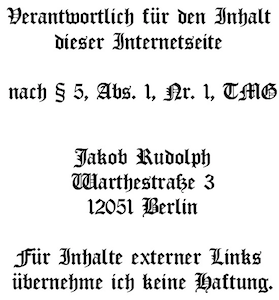 Verantwortlich für den Inhalt
dieser Internetseite
nach § 5, Abs. 1, Nr. 1, TMG
Jakob Rudolph
Warthestraße 3
12051 Berlin
Für Inhalte externer Links
übernehme ich keine Haftung.